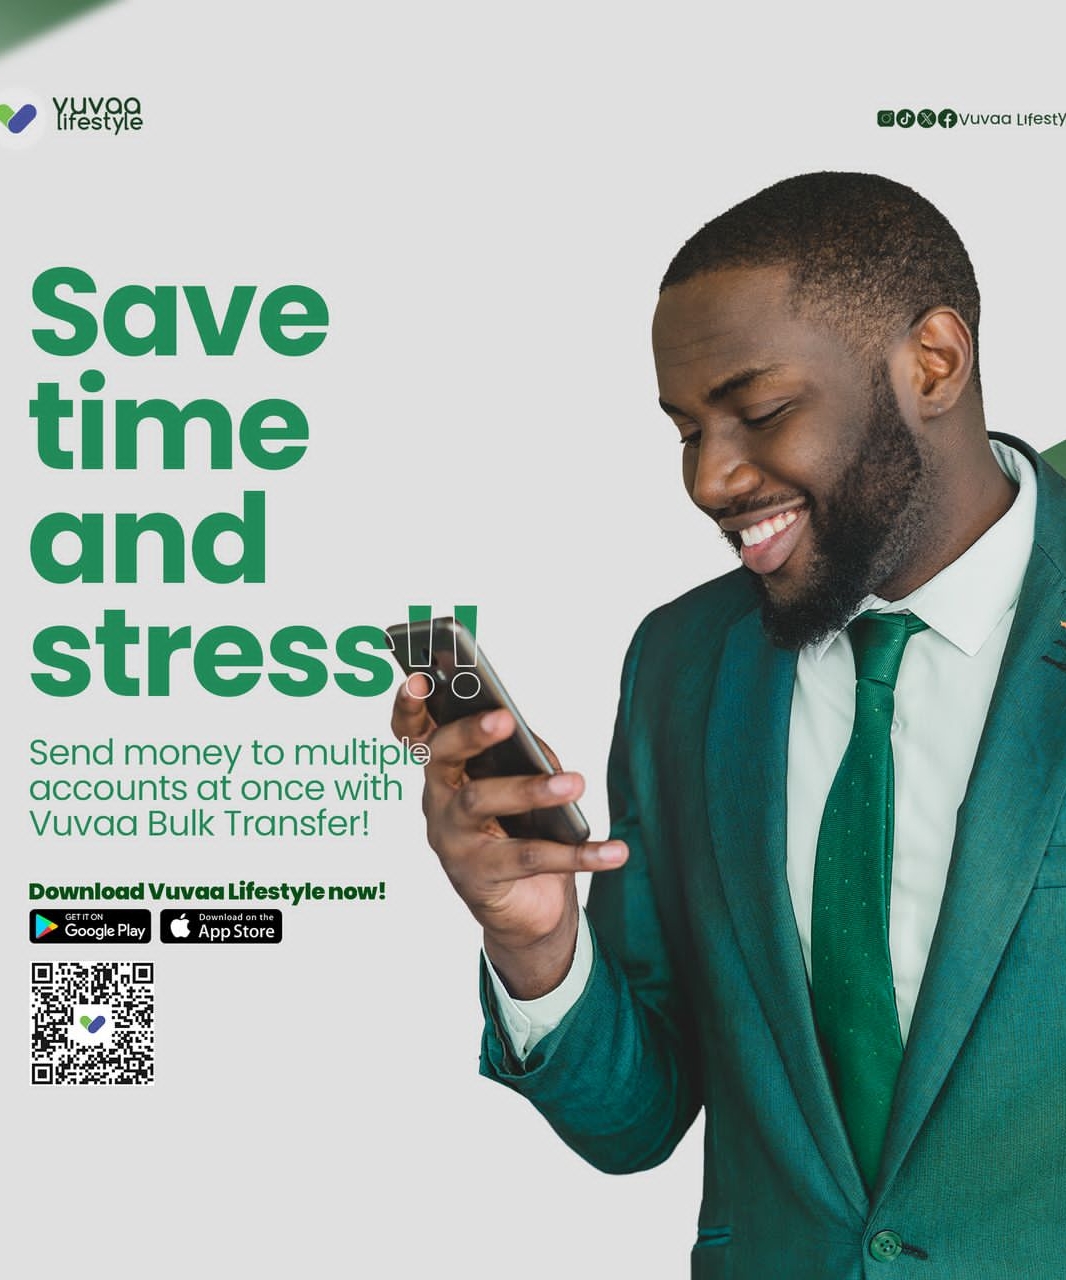 vuvaa
lifestyle
Vuvaa Lifesty
Save
time
and
stress!!
Send money to multiple
accounts at once with
Vuvaa Bulk Transfer!
Download Vuvaa Lifestyle now!
GET IT ON
Google Play
Download on the
App Store